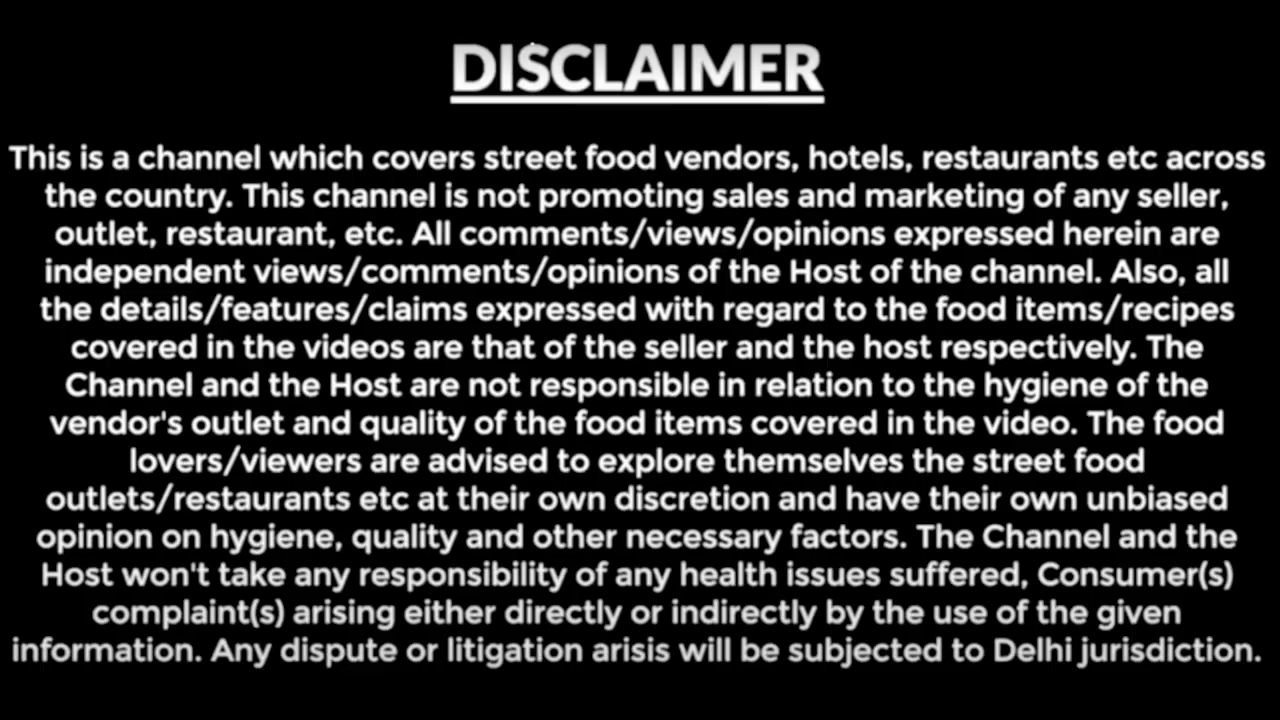 DISCLAIMER
This is a channel which covers street food vendors, hotels, restaurants etc across
the country. This channel is not promoting sales and marketing of any seller,
outlet, restaurant, etc. All comments/views/opinions expressed herein are
independent views/comments/opinions of the Host of the channel. Also, all
the details/features/claims expressed with regard to the food items/recipes
covered in the videos are that of the seller and the host respectively. The
Channel and the Host are not responsible in relation to the hygiene of the
vendor's outlet and quality of the food items covered in the video. The food
lovers/viewers are advised to explore themselves the street food
outlets/restaurants etc at their own discretion and have their own unbiased
opinion on hygiene, quality and other necessary factors. The Channel and the
Host won't take any responsibility of any health issues suffered, Consumer(s)
complaint(s) arising either directly or indirectly by the use of the given
information. Any dispute or litigation arisis will be subjected to Delhi jurisdiction.